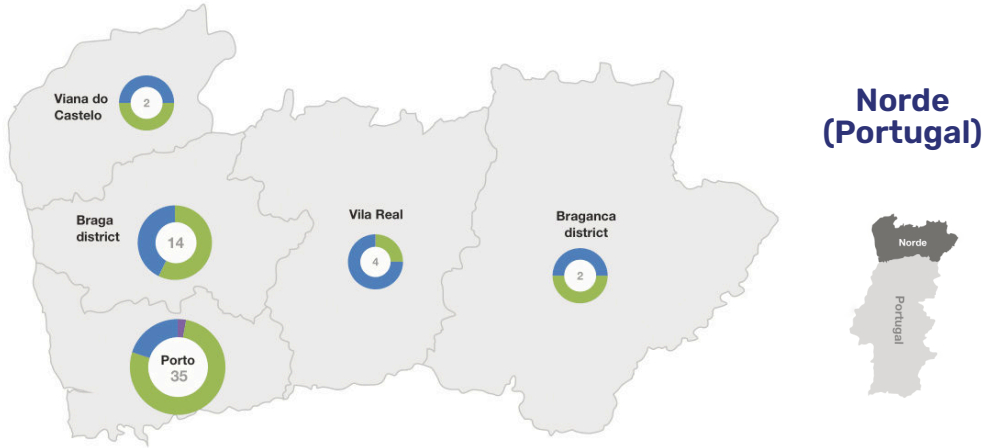 Viana do
Castelo
2
Braga
district
14
Porto
35
Vila Real
4
Braganca
district
2
Norde
(Portugal)
Norde
Portugal